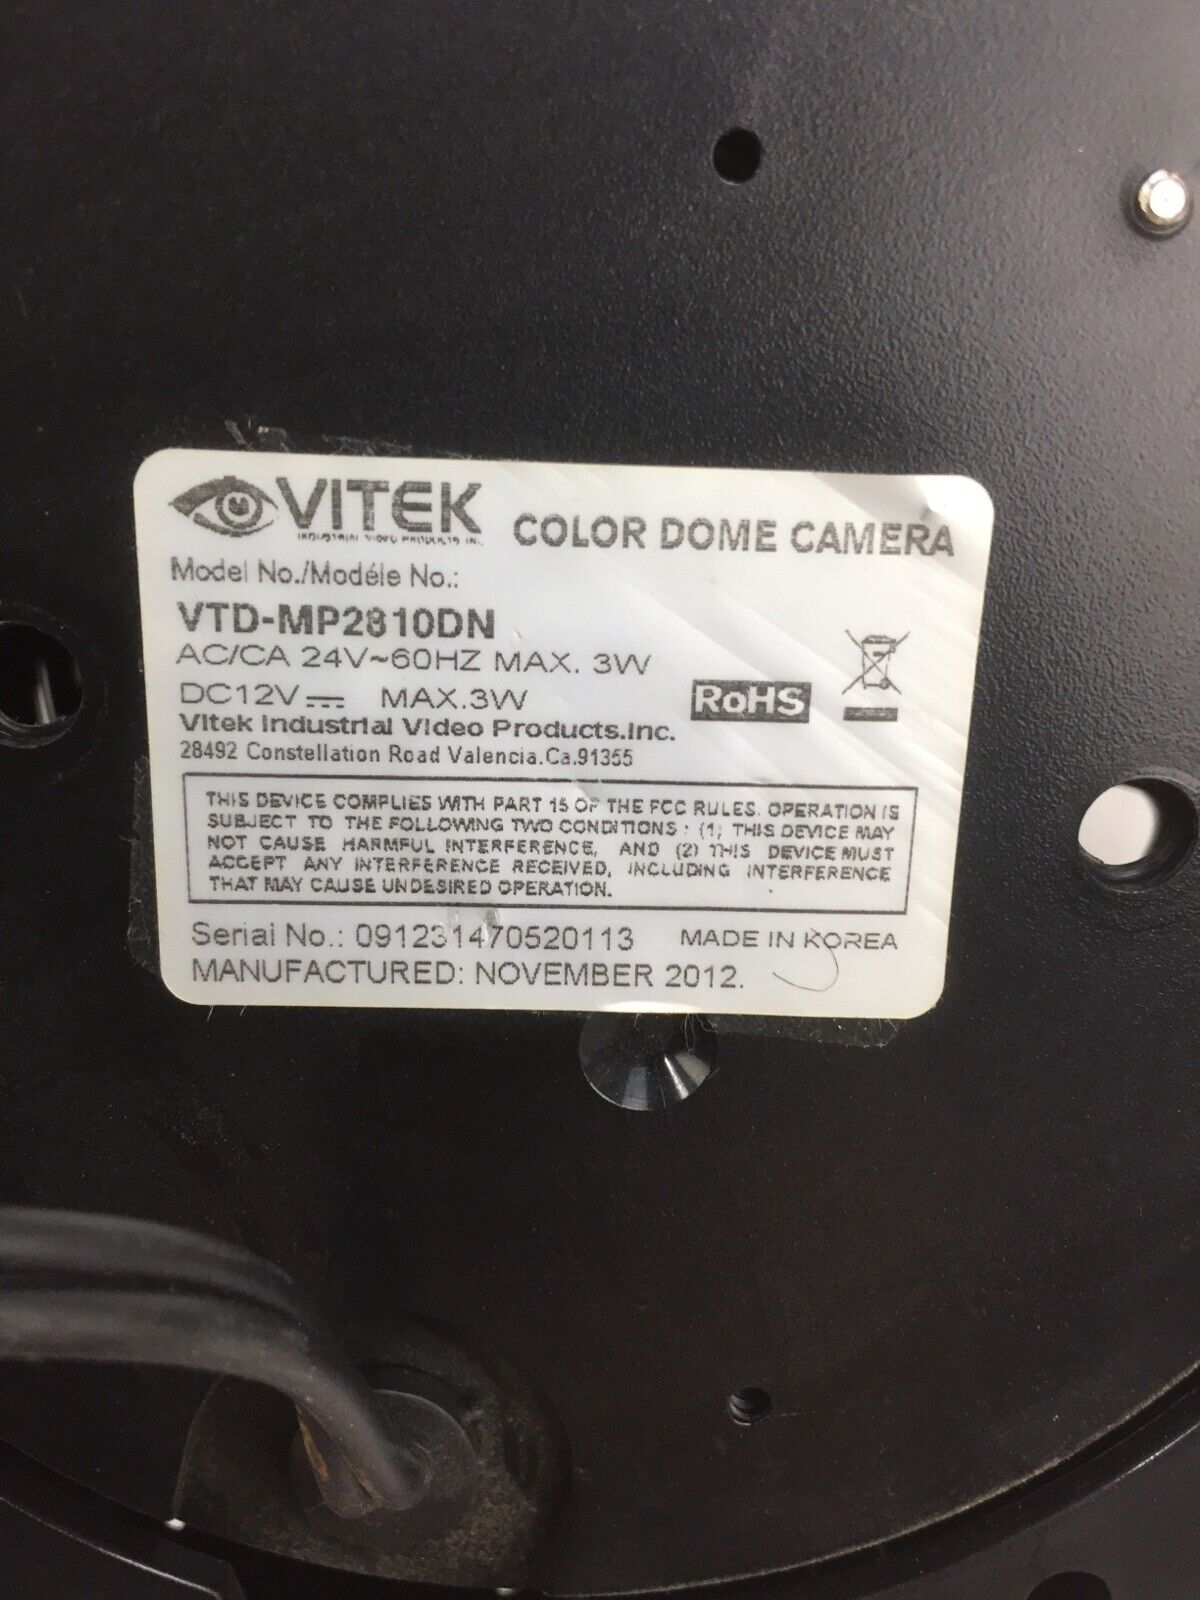 VITEK
INDUSTRIAL VIDEO PRODUCTS IN.
COLOR DOME CAMERA
Model No./Modéle No.:
VTD-MP2810DN
AC/CA 24V~60HZ MAX. 3W
DC12V MAX.3W
RoHS
Vitek Industrial Video Products.Inc.
28492 Constellation Road Valencia.Ca.91355
THIS DEVICE COMPLIES WITH PART 15 OF THE FCC RULES. OPERATION IS
SUBJECT TO THE FOLLOWING TWO CONDITIONS : (1) THIS DEVICE MAY
NOT CAUSE HARMFUL INTERFERENCE, AND (2) THIS DEVICE MUST
ACCEPT ANY INTERFERENCE RECEIVED, INCLUDING INTERFERENCE
THAT MAY CAUSE UNDESIRED OPERATION.
Serial No.: 091231470520113 MADE IN KOREA
MANUFACTURED: NOVEMBER 2012.